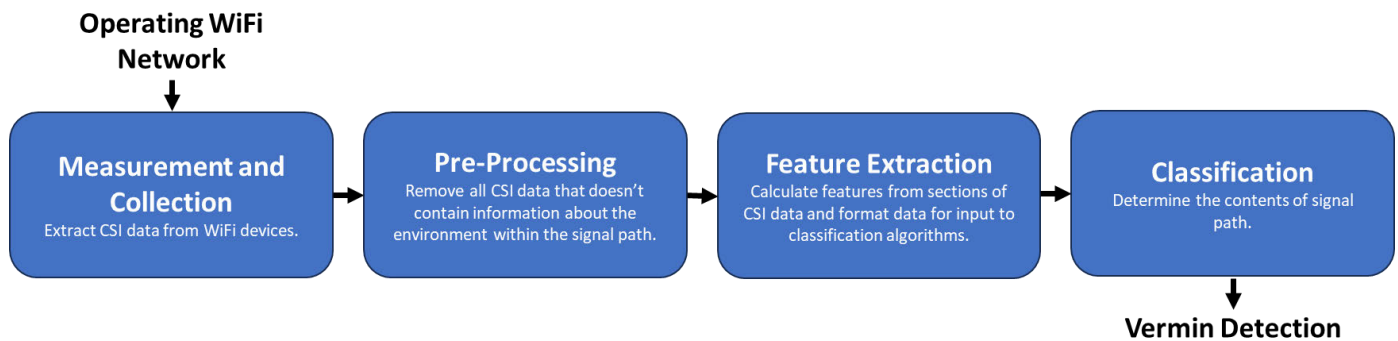 Operating WiFi
Network
Measurement and
Collection
Extract CSI data from WiFi devices.
Pre-Processing
Remove all CSI data that doesn't
contain information about the
environment within the signal path.
Feature Extraction
Calculate features from sections of
CSI data and format data for input to
classification algorithms.
Classification
Determine the contents of signal
path.
Vermin Detection